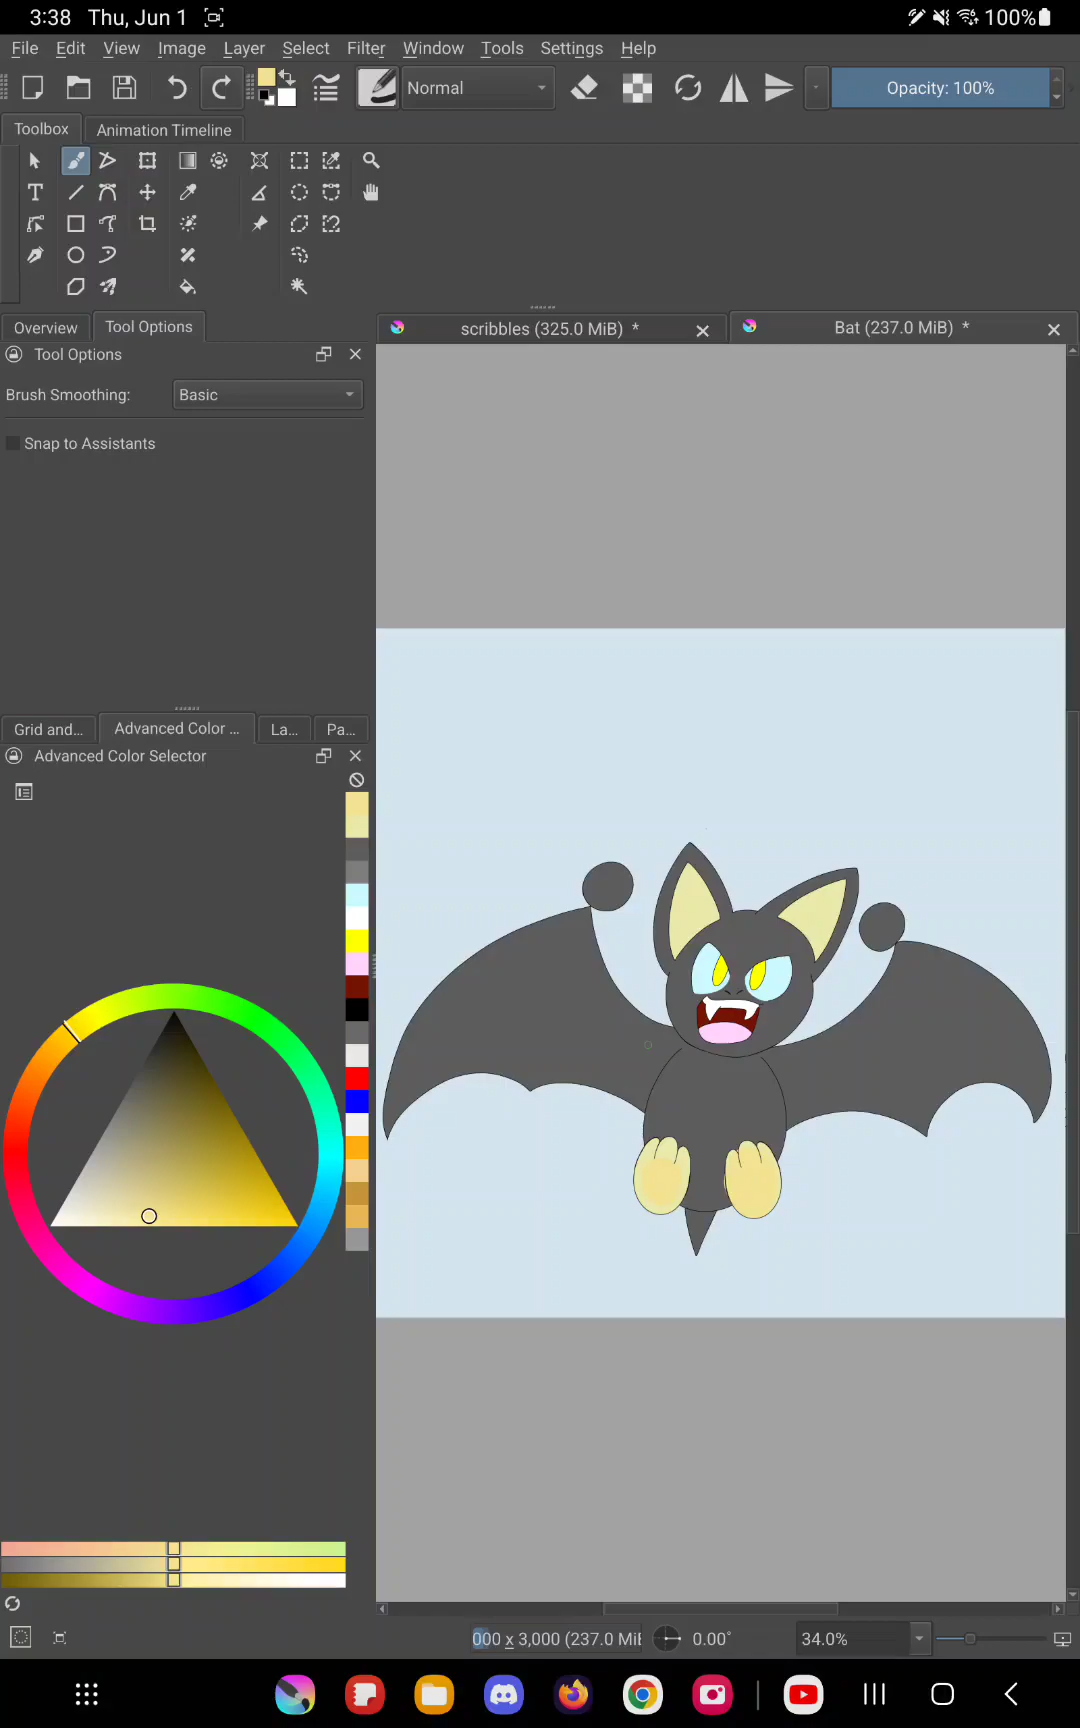 3:38 Thu, Jun 1 100%
File Edit View Image Layer Select Filter Window Tools Settings Help
Normal Opacity: 100%
Toolbox Animation Timeline
Overview Tool Options scribbles (325.0 MiB) * Bat (237.0 MiB) *
Tool Options
Brush Smoothing: Basic
Snap to Assistants
Grid and... Advanced Color ... La... Pa...
Advanced Color Selector
000 x 3,000 (237.0 MiB 0.00° 34.0%